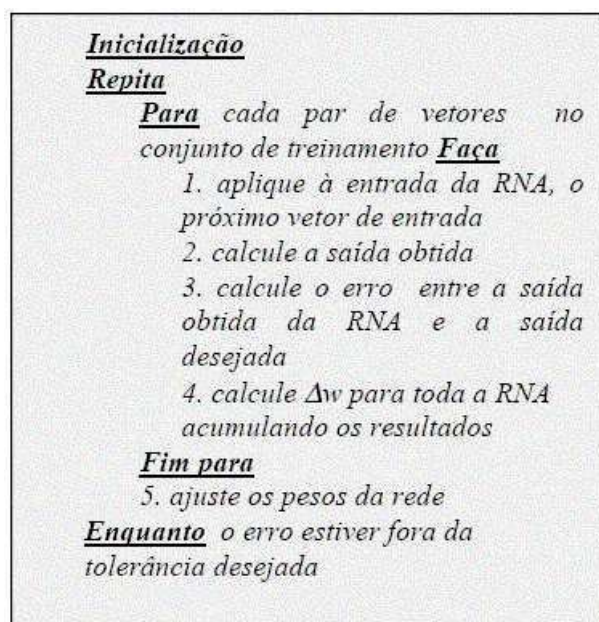 Inicialização
Repita
Para cada par de vetores no
conjunto de treinamento Faça
1. aplique à entrada da RNA, o
próximo vetor de entrada
2. calcule a saída obtida
3. calcule o erro entre a saída
obtida da RNA e a saída
desejada
4. calcule Δw para toda a RNA
acumulando os resultados
Fim para
5. ajuste os pesos da rede
Enquanto o erro estiver fora da
tolerância desejada